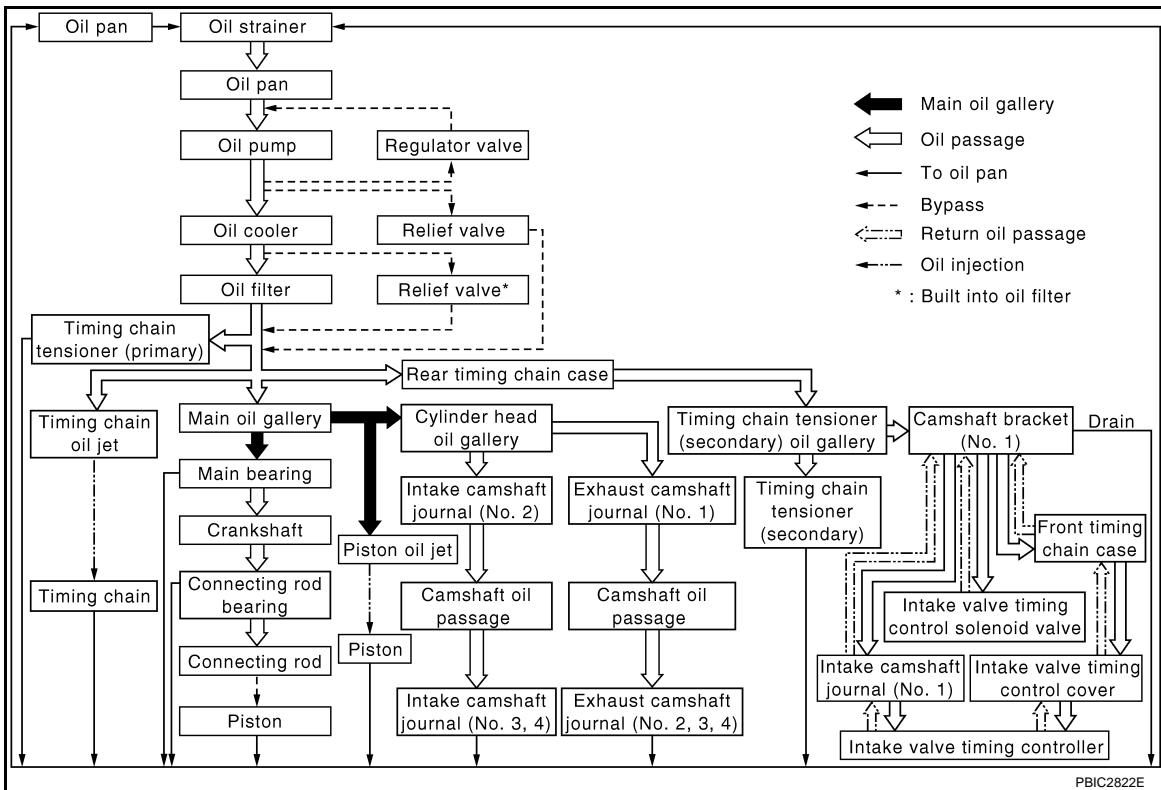 Oil pan
Oil strainer
Oil pan
Oil pump
Regulator valve
Oil cooler
Relief valve
Oil filter
Relief valve*
Main oil gallery
Oil passage
To oil pan
Bypass
Return oil passage
Oil injection
* : Built into oil filter
Timing chain
tensioner (primary)
Rear timing chain case
Timing chain
oil jet
Main oil gallery
Cylinder head
oil gallery
Timing chain tensioner
(secondary) oil gallery
Camshaft bracket
(No. 1)
Drain
Main bearing
Intake camshaft
journal (No. 2)
Exhaust camshaft
journal (No. 1)
Timing chain
tensioner
(secondary)
Crankshaft
Piston oil jet
Front timing
chain case
Timing chain
Connecting rod
bearing
Camshaft oil
passage
Camshaft oil
passage
Intake valve timing
control solenoid valve
Connecting rod
Piston
Intake camshaft
journal (No. 1)
Intake valve timing
control cover
Piston
Intake camshaft
journal (No. 3, 4)
Exhaust camshaft
journal (No. 2, 3, 4)
Intake valve timing controller
PBIC2822E